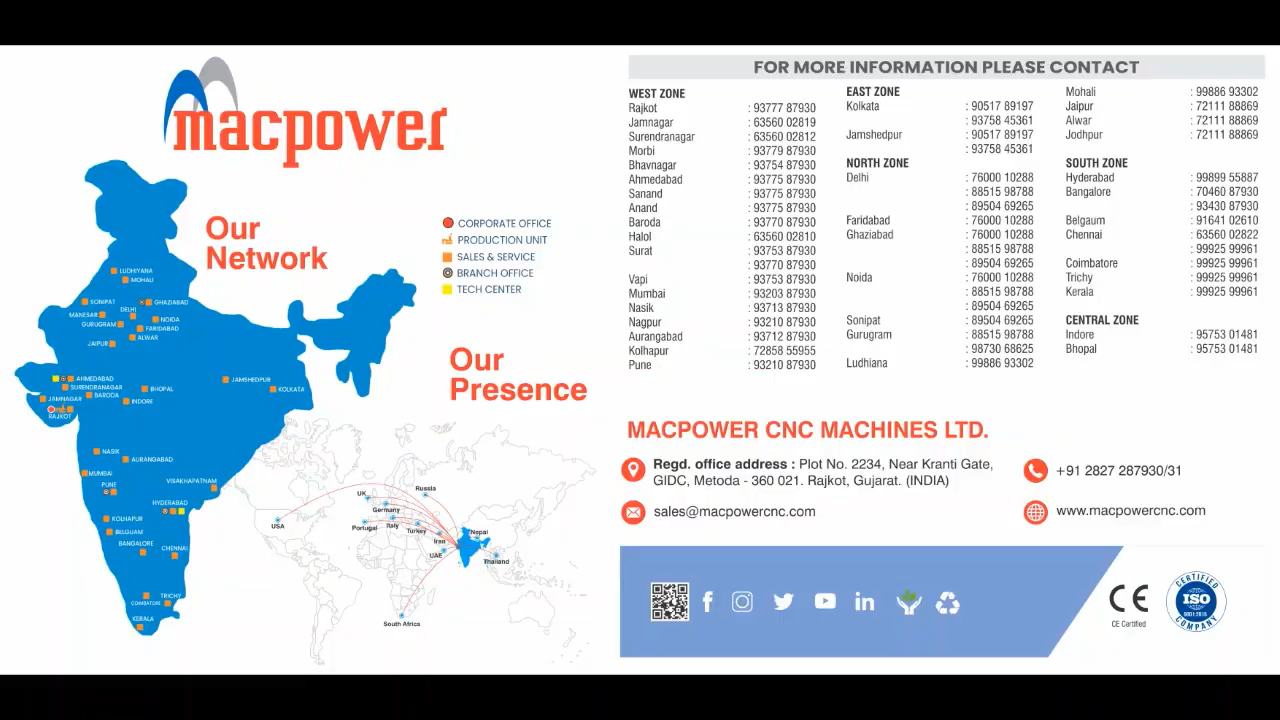 macpower
Our
Network
CORPORATE OFFICE
PRODUCTION UNIT
SALES & SERVICE
BRANCH OFFICE
TECH CENTER
LUDHIYANA
MOHALI
SONIPAT
GHAZIABAD
MANESAR
DELHI
NOIDA
GURUGRAM
FARIDABAD
ALWAR
JAIPUR
AHMEDABAD
SURENDRANAGAR
JAMNAGAR
BARODA
RAJKOT
BHOPAL
INDORE
JAMSHEDPUR
KOLKATA
NASIK
AURANGABAD
MUMBAI
PUNE
VISAKHAPATNAM
HYDERABAD
KOLHAPUR
BELGUAM
BANGALORE
CHENNAI
TRICHY
COIMBATORE
KERALA
Our
Presence
Russia
UK
Germany
USA
Portugal
Italy
Turkey
Iran
Nepal
UAE
Thailand
South Africa
FOR MORE INFORMATION PLEASE CONTACT
WEST ZONE
Rajkot : 93777 87930
Jamnagar : 63560 02819
Surendranagar : 63560 02812
Morbi : 93779 87930
Bhavnagar : 93754 87930
Ahmedabad : 93775 87930
Sanand : 93775 87930
Anand : 93775 87930
Baroda : 93770 87930
Halol : 63560 02810
Surat : 93753 87930
: 93770 87930
Vapi : 93753 87930
Mumbai : 93203 87930
Nasik : 93713 87930
Nagpur : 93210 87930
Aurangabad : 93712 87930
Kolhapur : 72858 55955
Pune : 93210 87930
EAST ZONE
Kolkata : 90517 89197
: 93758 45361
Jamshedpur : 90517 89197
: 93758 45361
NORTH ZONE
Delhi : 76000 10288
: 88515 98788
: 89504 69265
Faridabad : 76000 10288
Ghaziabad : 76000 10288
: 88515 98788
: 89504 69265
Noida : 76000 10288
: 88515 98788
: 89504 69265
Sonipat : 89504 69265
Gurugram : 88515 98788
: 98730 68625
Ludhiana : 99886 93302
Mohali : 99886 93302
Jaipur : 72111 88869
Alwar : 72111 88869
Jodhpur : 72111 88869
SOUTH ZONE
Hyderabad : 99899 55887
Bangalore : 70460 87930
: 93430 87930
Belgaum : 91641 02610
Chennai : 63560 02822
: 99925 99961
Coimbatore : 99925 99961
Trichy : 99925 99961
Kerala : 99925 99961
CENTRAL ZONE
Indore : 95753 01481
Bhopal : 95753 01481
MACPOWER CNC MACHINES LTD.
Regd. office address : Plot No. 2234, Near Kranti Gate,
GIDC, Metoda - 360 021. Rajkot, Gujarat. (INDIA)
+91 2827 287930/31
sales@macpowercnc.com
www.macpowercnc.com
CE
CE Certified
CERTIFIED
ISO
9001:2015
COMPANY